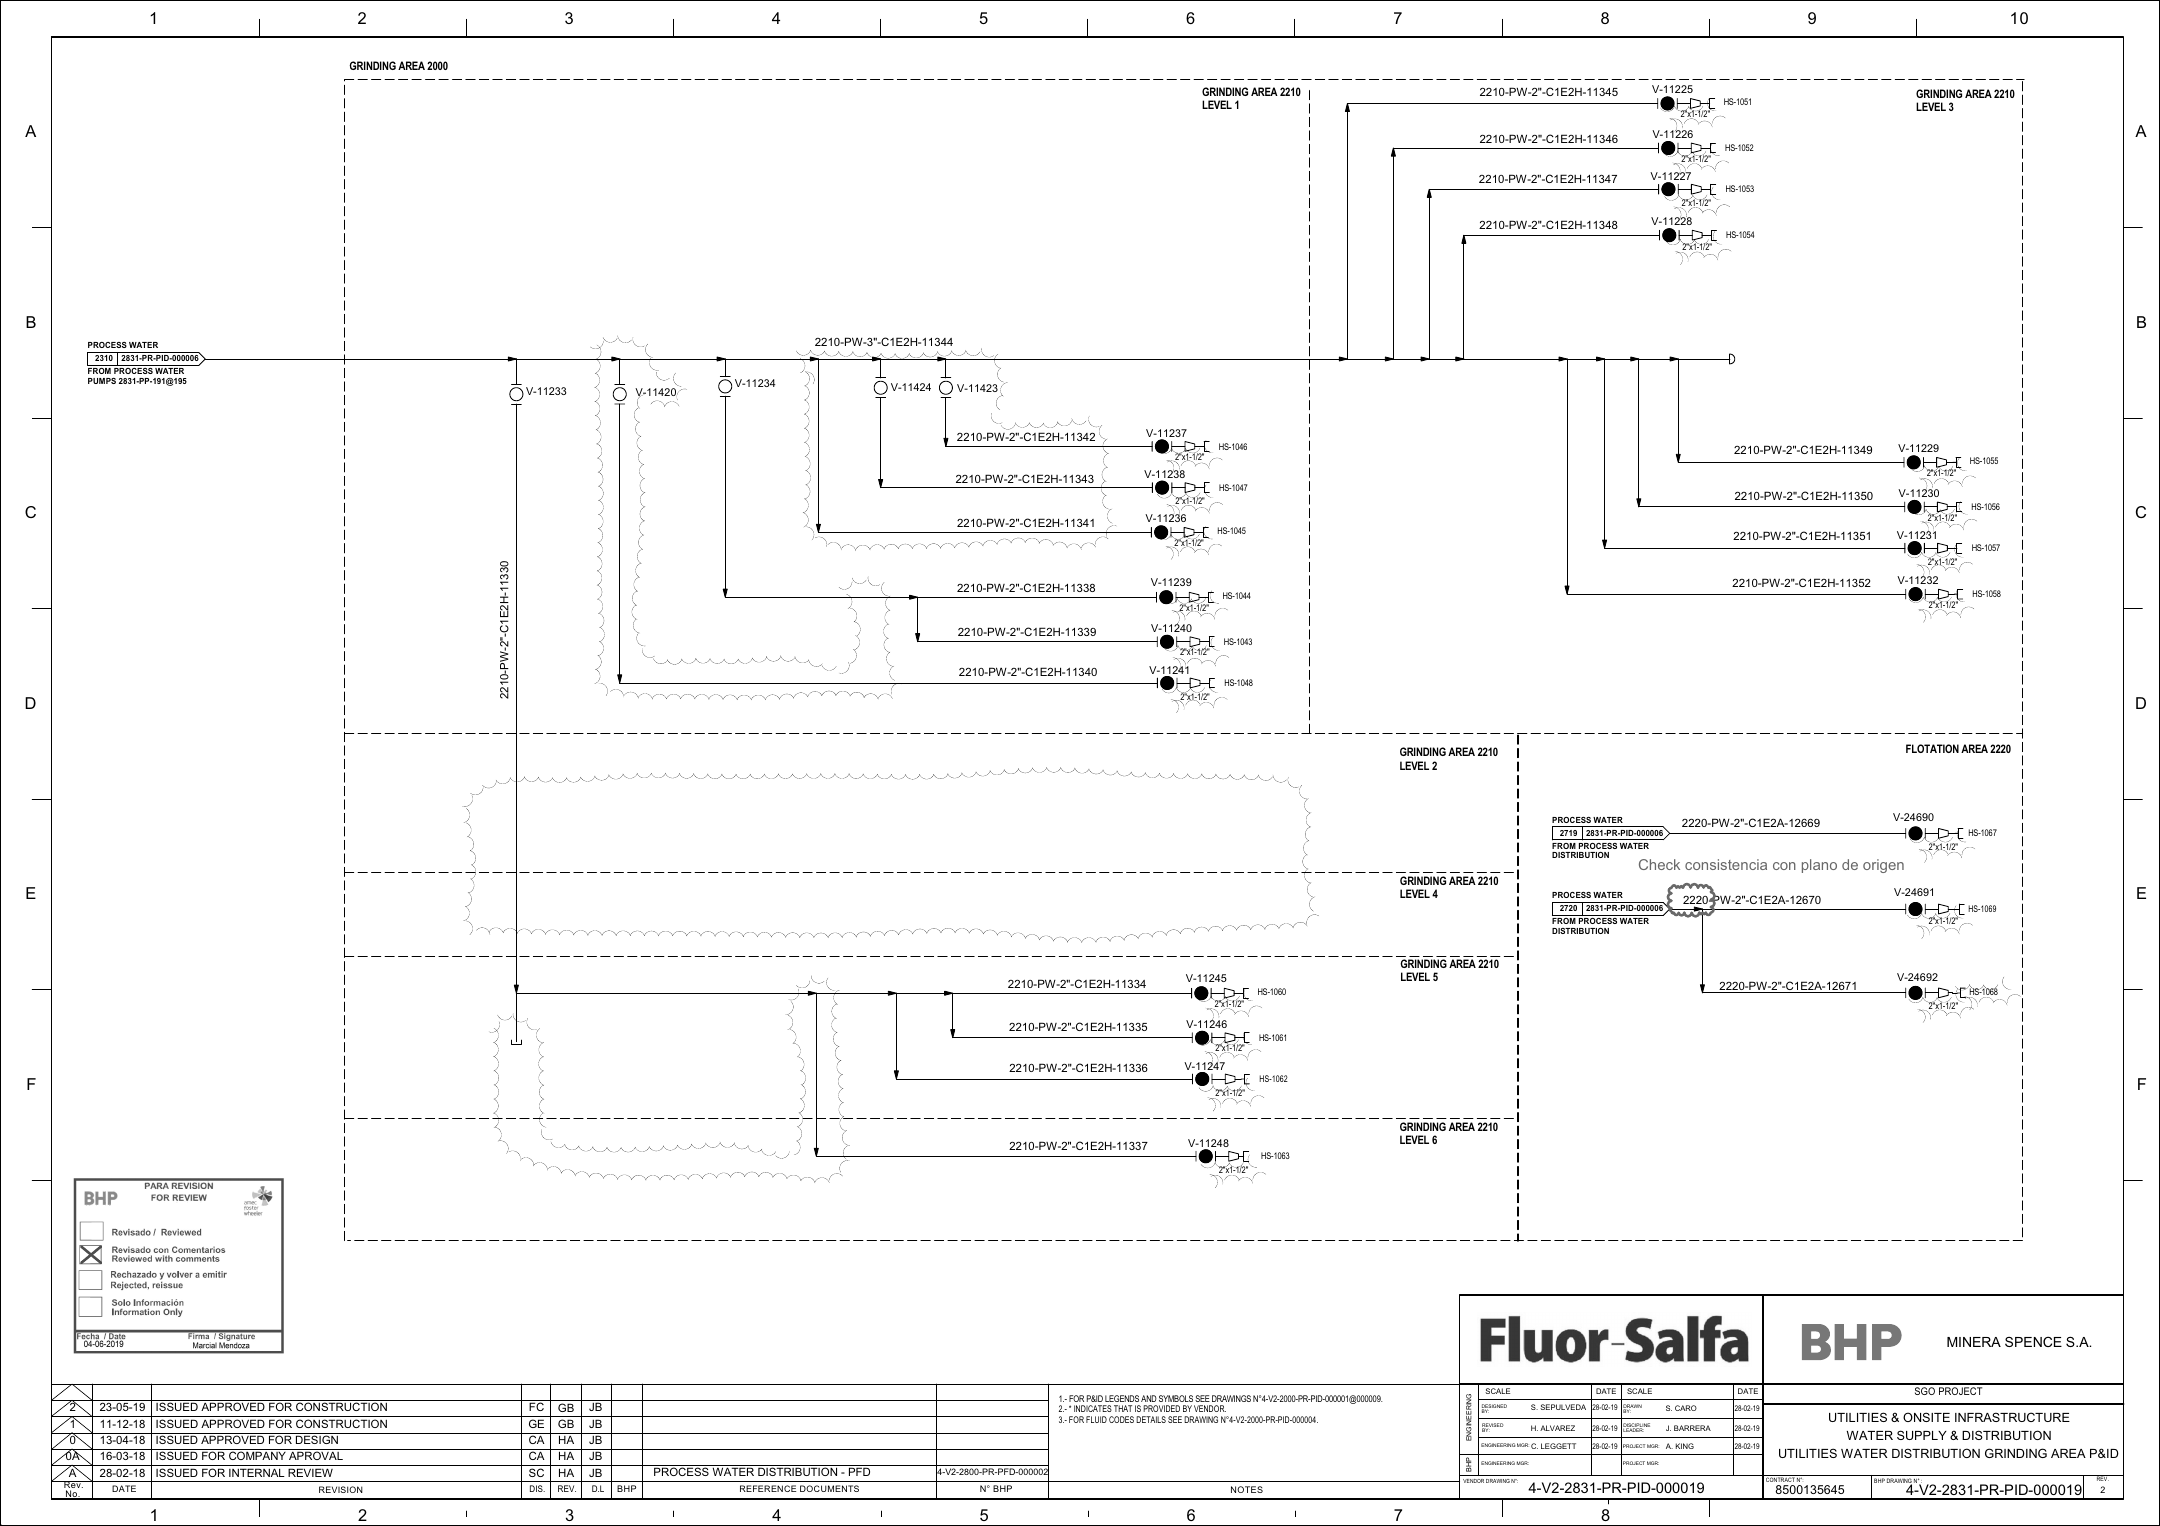 1 2 3 4 5 6 7 8 9 10
A A
B B
C C
D D
E E
F F
GRINDING AREA 2000
GRINDING AREA 2210
LEVEL 1
PROCESS WATER
2310 2831-PR-PID-000006
FROM PROCESS WATER
PUMPS 2831-PP-191@195
2210-PW-3"-C1E2H-11344
V-11233
V-11420
V-11234
V-11424
V-11423
2210-PW-2"-C1E2H-11330
2210-PW-2"-C1E2H-11342 V-11237 HS-1046
2"x1-1/2"
2210-PW-2"-C1E2H-11343 V-11238 HS-1047
2"x1-1/2"
2210-PW-2"-C1E2H-11341 V-11236 HS-1045
2"x1-1/2"
2210-PW-2"-C1E2H-11338 V-11239 HS-1044
2"x1-1/2"
2210-PW-2"-C1E2H-11339 V-11240 HS-1043
2"x1-1/2"
2210-PW-2"-C1E2H-11340 V-11241 HS-1048
2"x1-1/2"
GRINDING AREA 2210
LEVEL 3
2210-PW-2"-C1E2H-11345 V-11225 HS-1051
2"x1-1/2"
2210-PW-2"-C1E2H-11346 V-11226 HS-1052
2"x1-1/2"
2210-PW-2"-C1E2H-11347 V-11227 HS-1053
2"x1-1/2"
2210-PW-2"-C1E2H-11348 V-11228 HS-1054
2"x1-1/2"
2210-PW-2"-C1E2H-11349 V-11229 HS-1055
2"x1-1/2"
2210-PW-2"-C1E2H-11350 V-11230 HS-1056
2"x1-1/2"
2210-PW-2"-C1E2H-11351 V-11231 HS-1057
2"x1-1/2"
2210-PW-2"-C1E2H-11352 V-11232 HS-1058
2"x1-1/2"
GRINDING AREA 2210
LEVEL 2
GRINDING AREA 2210
LEVEL 4
GRINDING AREA 2210
LEVEL 5
2210-PW-2"-C1E2H-11334 V-11245 HS-1060
2"x1-1/2"
2210-PW-2"-C1E2H-11335 V-11246 HS-1061
2"x1-1/2"
2210-PW-2"-C1E2H-11336 V-11247 HS-1062
2"x1-1/2"
GRINDING AREA 2210
LEVEL 6
2210-PW-2"-C1E2H-11337 V-11248 HS-1063
2"x1-1/2"
FLOTATION AREA 2220
PROCESS WATER
2719 2831-PR-PID-000006
FROM PROCESS WATER
DISTRIBUTION
2220-PW-2"-C1E2A-12669 V-24690 HS-1067
2"x1-1/2"
Check consistencia con plano de origen
PROCESS WATER
2720 2831-PR-PID-000006
FROM PROCESS WATER
DISTRIBUTION
2220-PW-2"-C1E2A-12670 V-24691 HS-1069
2"x1-1/2"
2220-PW-2"-C1E2A-12671 V-24692 HS-1068
2"x1-1/2"
BHP
PARA REVISION
FOR REVIEW
amec
foster
wheeler
Revisado / Reviewed
Revisado con Comentarios
Reviewed with comments
Rechazado y volver a emitir
Rejected, reissue
Solo Información
Information Only
Fecha / Date Firma / Signature
04-06-2019 Marcial Mendoza
2 23-05-19 ISSUED APPROVED FOR CONSTRUCTION FC GB JB
1 11-12-18 ISSUED APPROVED FOR CONSTRUCTION GE GB JB
0 13-04-18 ISSUED APPROVED FOR DESIGN CA HA JB
0A 16-03-18 ISSUED FOR COMPANY APROVAL CA HA JB
A 28-02-18 ISSUED FOR INTERNAL REVIEW SC HA JB PROCESS WATER DISTRIBUTION - PFD 4-V2-2800-PR-PFD-000002
Rev.
No. DATE REVISION DIS. REV. D.L BHP REFERENCE DOCUMENTS N° BHP NOTES
1.- FOR P&ID LEGENDS AND SYMBOLS SEE DRAWINGS N°4-V2-2000-PR-PID-000001@000009.
2.- * INDICATES THAT IS PROVIDED BY VENDOR.
3.- FOR FLUID CODES DETAILS SEE DRAWING N°4-V2-2000-PR-PID-000004.
Fluor-Salfa
BHP MINERA SPENCE S.A.
ENGINEERING
BHP
SCALE DATE SCALE DATE
DESIGNED BY: S. SEPULVEDA 28-02-19 DRAWN BY: S. CARO 28-02-19
REVISED BY: H. ALVAREZ 28-02-19 DISCIPLINE LEADER: J. BARRERA 28-02-19
ENGINEERING MGR: C. LEGGETT 28-02-19 PROJECT MGR: A. KING 28-02-19
ENGINEERING MGR: PROJECT MGR:
SGO PROJECT
UTILITIES & ONSITE INFRASTRUCTURE
WATER SUPPLY & DISTRIBUTION
UTILITIES WATER DISTRIBUTION GRINDING AREA P&ID
VENDOR DRAWING N°: 4-V2-2831-PR-PID-000019
CONTRACT N°: 8500135645
BHP DRAWING N°: 4-V2-2831-PR-PID-000019
REV. 2
1 2 3 4 5 6 7 8